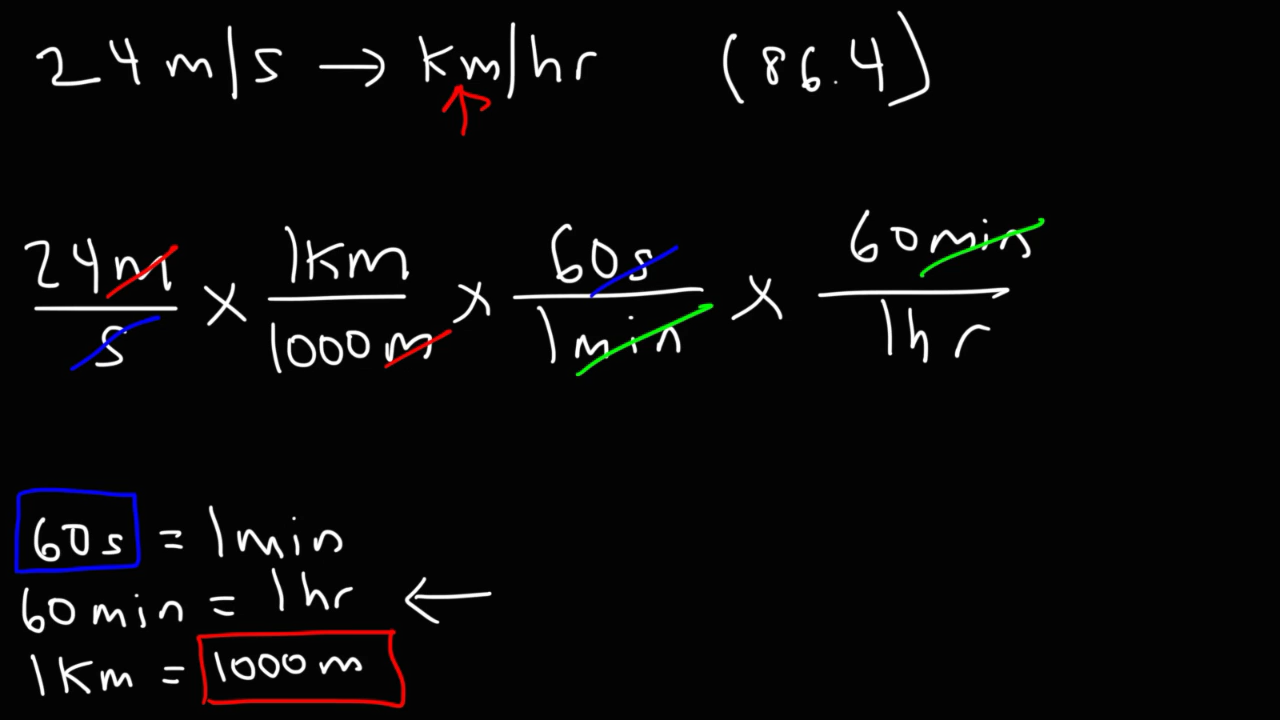 24 m/s → km/hr (86.4)
24m/s × 1Km/1000m × 60s/1min × 60min/1hr
60s = 1min
60min = 1hr ←
1Km = 1000m